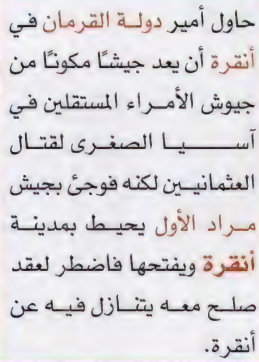 حاول أمير دولة القرمان في
أنقرة أن يعد جيشًا مكونًا من
جيوش الأمراء المستقلين في
آسيا الصغرى لقتال
العثمانيين لكنه فوجئ بجيش
مراد الأول يحيط بمدينة
أنقرة ويفتحها فاضطر لعقد
صلح معه يتنازل فيه عن
أنقرة.